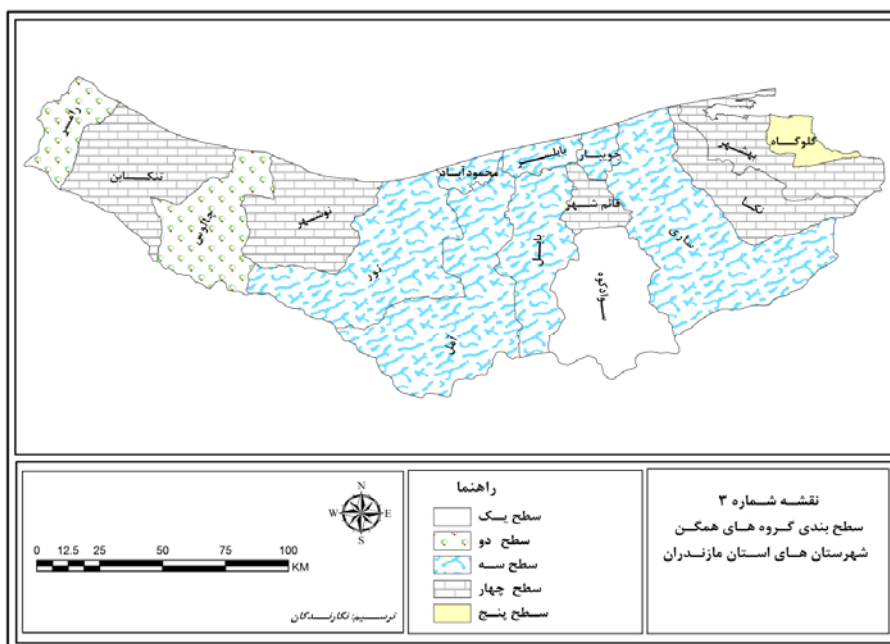 رامسر
تنکابن
چالوس
نوشهر
نور
محمودآباد
آمل
بابلسر
بابل
جویبار
قائم شهر
سوادکوه
ساری
نکا
بهشهر
گلوگاه
راهنما
سطح یک
سطح دو
سطح سه
سطح چهار
سطح پنج
نقشه شماره ۳
سطح بندی گروه های همگن
شهرستان های استان مازندران
N
W E
S
0 12.5 25 50 75 100
KM
ترسیم: نگارندگان